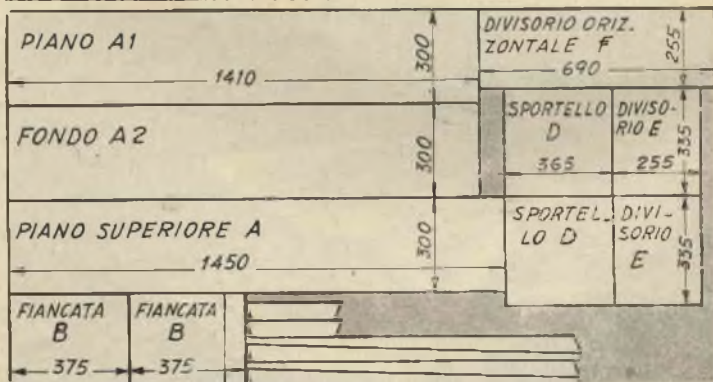 PIANO A1
300
1410
DIVISORIO ORIZ.
ZONTALE F
255
690
FONDO A2
300
SPORTELLO
D
365
DIVISO-
RIO E
255
335
PIANO SUPERIORE A
300
1450
SPORTEL-
LO D
DIVI-
SORIO
E
335
FIANCATA
B
375
FIANCATA
B
375